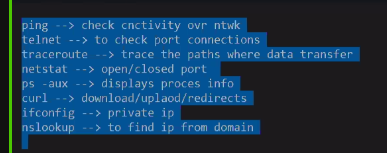 ping --> check cnctivity ovr ntwk
telnet --> to check port connections
traceroute --> trace the paths where data transfer
netstat --> open/closed port
ps -aux --> displays proces info
curl --> download/uplaod/redirects
ifconfig --> private ip
nslookup --> to find ip from domain